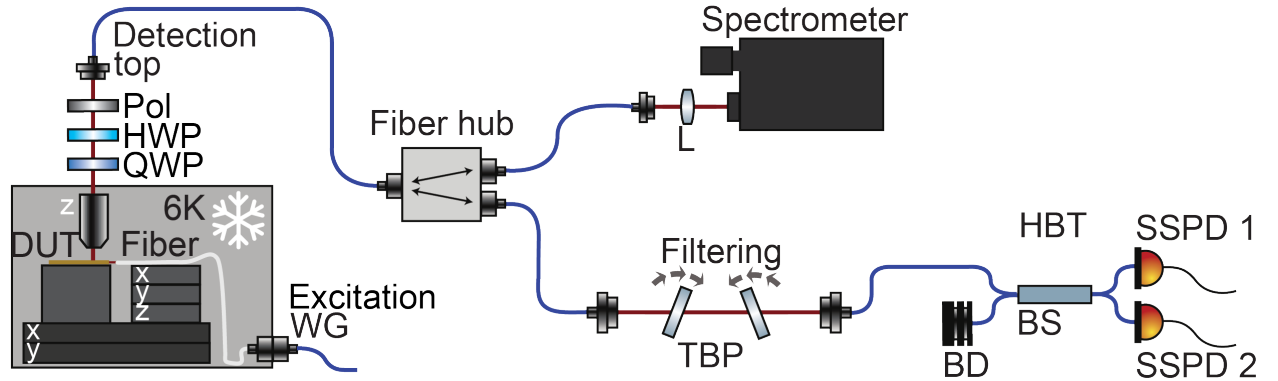 Spectrometer
Detection
top
Pol
HWP
QWP
Fiber hub
L
z
6K
DUT
Fiber
x
y
z
x
y
Excitation
WG
Filtering
TBP
HBT
BS
BD
SSPD 1
SSPD 2